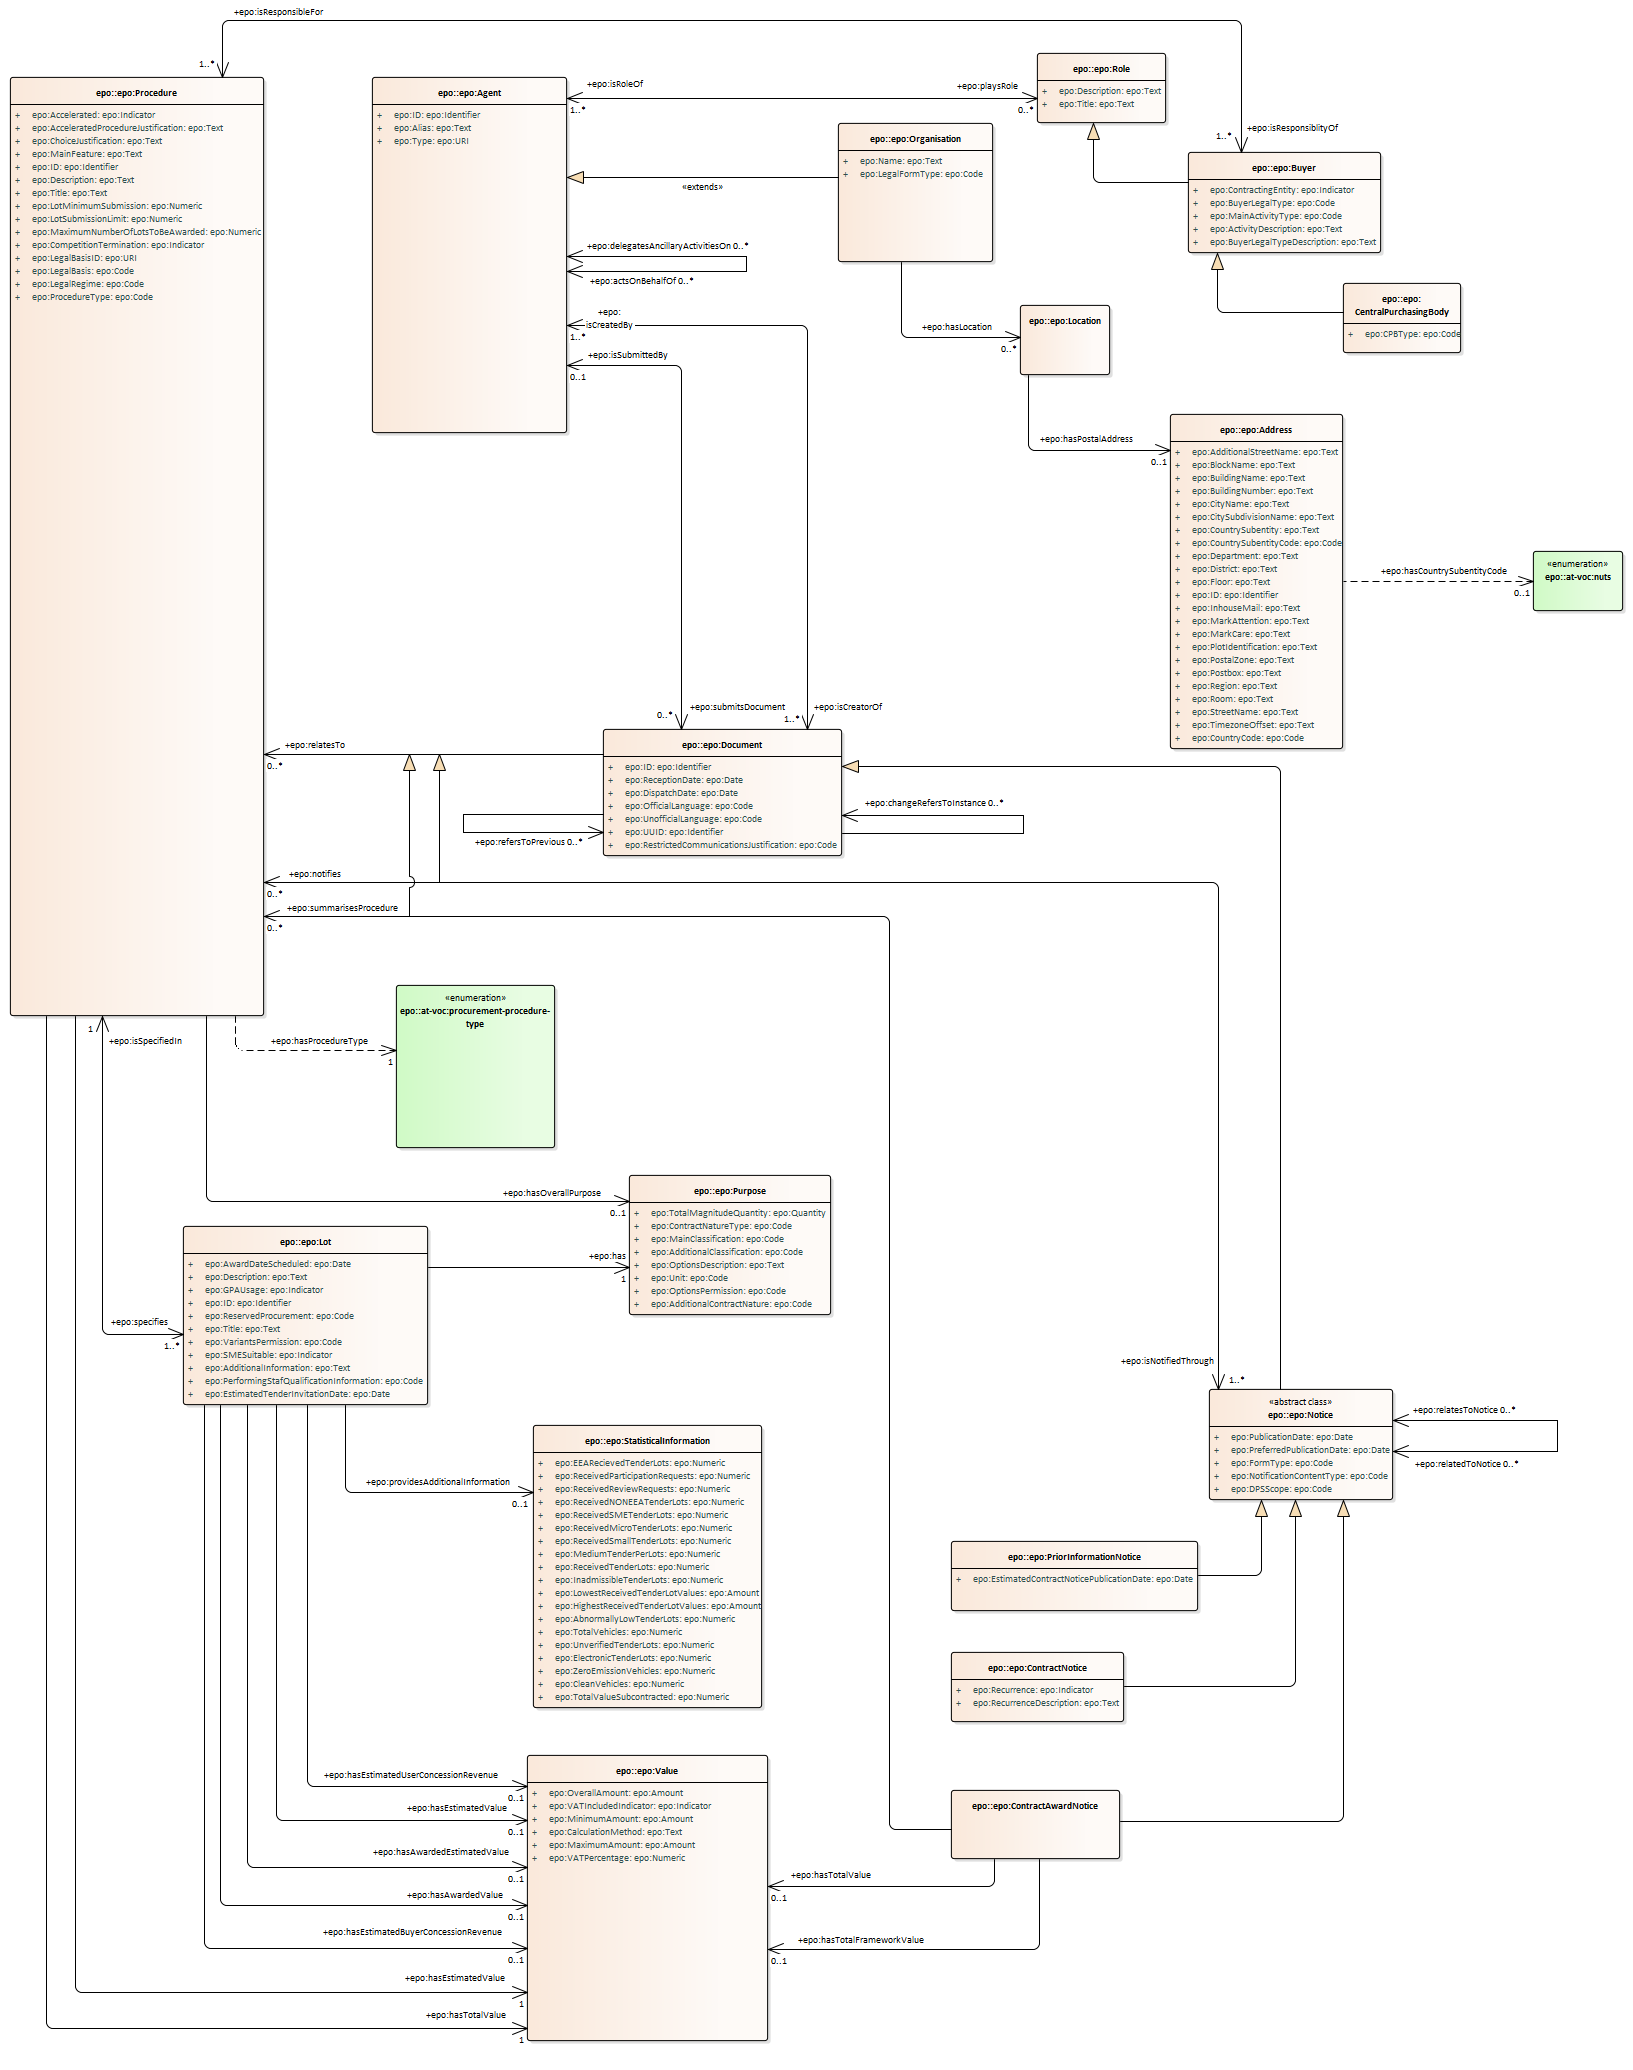 +epo:isResponsibleFor
1..*
epo::epo:Procedure
+ epo:Accelerated: epo:Indicator
+ epo:AcceleratedProcedureJustification: epo:Text
+ epo:ChoiceJustification: epo:Text
+ epo:MainFeature: epo:Text
+ epo:ID: epo:Identifier
+ epo:Description: epo:Text
+ epo:Title: epo:Text
+ epo:LotMinimumSubmission: epo:Numeric
+ epo:LotSubmissionLimit: epo:Numeric
+ epo:MaximumNumberOfLotsToBeAwarded: epo:Numeric
+ epo:CompetitionTermination: epo:Indicator
+ epo:LegalBasisID: epo:URI
+ epo:LegalBasis: epo:Code
+ epo:LegalRegime: epo:Code
+ epo:ProcedureType: epo:Code
epo::epo:Agent
+ epo:ID: epo:Identifier
+ epo:Alias: epo:Text
+ epo:Type: epo:URI
+epo:isRoleOf
1..*
+epo:playsRole
0..*
epo::epo:Role
+ epo:Description: epo:Text
+ epo:Title: epo:Text
epo::epo:Organisation
+ epo:Name: epo:Text
+ epo:LegalFormType: epo:Code
«extends»
+epo:isResponsiblityOf
1..*
epo::epo:Buyer
+ epo:ContractingEntity: epo:Indicator
+ epo:BuyerLegalType: epo:Code
+ epo:MainActivityType: epo:Code
+ epo:ActivityDescription: epo:Text
+ epo:BuyerLegalTypeDescription: epo:Text
+epo:delegatesAncillaryActivitiesOn 0..*
+epo:actsOnBehalfOf 0..*
epo::epo:
CentralPurchasingBody
+ epo:CPBType: epo:Code
+epo:
isCreatedBy
1..*
+epo:isSubmittedBy
0..1
+epo:hasLocation
0..*
epo::epo:Location
+epo:hasPostalAddress
0..1
epo::epo:Address
+ epo:AdditionalStreetName: epo:Text
+ epo:BlockName: epo:Text
+ epo:BuildingName: epo:Text
+ epo:BuildingNumber: epo:Text
+ epo:CityName: epo:Text
+ epo:CitySubdivisionName: epo:Text
+ epo:CountrySubentity: epo:Text
+ epo:CountrySubentityCode: epo:Code
+ epo:Department: epo:Text
+ epo:District: epo:Text
+ epo:Floor: epo:Text
+ epo:ID: epo:Identifier
+ epo:InhouseMail: epo:Text
+ epo:MarkAttention: epo:Text
+ epo:MarkCare: epo:Text
+ epo:PlotIdentification: epo:Text
+ epo:PostalZone: epo:Text
+ epo:Postbox: epo:Text
+ epo:Region: epo:Text
+ epo:Room: epo:Text
+ epo:StreetName: epo:Text
+ epo:TimezoneOffset: epo:Text
+ epo:CountryCode: epo:Code
+epo:hasCountrySubentityCode
0..1
«enumeration»
epo::at-voc:nuts
0..*
+epo:submitsDocument
1..*
+epo:isCreatorOf
+epo:relatesTo
0..*
epo::epo:Document
+ epo:ID: epo:Identifier
+ epo:ReceptionDate: epo:Date
+ epo:DispatchDate: epo:Date
+ epo:OfficialLanguage: epo:Code
+ epo:UnofficialLanguage: epo:Code
+ epo:UUID: epo:Identifier
+ epo:RestrictedCommunicationsJustification: epo:Code
+epo:changeRefersToInstance 0..*
+epo:refersToPrevious 0..*
+epo:notifies
0..*
+epo:summarisesProcedure
0..*
«enumeration»
epo::at-voc:procurement-procedure-
type
1
+epo:isSpecifiedIn
+epo:hasProcedureType
1
+epo:hasOverallPurpose
0..1
epo::epo:Purpose
+ epo:TotalMagnitudeQuantity: epo:Quantity
+ epo:ContractNatureType: epo:Code
+ epo:MainClassification: epo:Code
+ epo:AdditionalClassification: epo:Code
+ epo:OptionsDescription: epo:Text
+ epo:Unit: epo:Code
+ epo:OptionsPermission: epo:Code
+ epo:AdditionalContractNature: epo:Code
+epo:has
1
epo::epo:Lot
+ epo:AwardDateScheduled: epo:Date
+ epo:Description: epo:Text
+ epo:GPAUsage: epo:Indicator
+ epo:ID: epo:Identifier
+ epo:ReservedProcurement: epo:Code
+ epo:Title: epo:Text
+ epo:VariantsPermission: epo:Code
+ epo:SMESuitable: epo:Indicator
+ epo:AdditionalInformation: epo:Text
+ epo:PerformingStafQualificationInformation: epo:Code
+ epo:EstimatedTenderInvitationDate: epo:Date
+epo:specifies
1..*
+epo:isNotifiedThrough
1..*
«abstract class»
epo::epo:Notice
+ epo:PublicationDate: epo:Date
+ epo:PreferredPublicationDate: epo:Date
+ epo:FormType: epo:Code
+ epo:NotificationContentType: epo:Code
+ epo:DPSScope: epo:Code
+epo:relatesToNotice 0..*
+epo:relatedToNotice 0..*
+epo:providesAdditionalInformation
0..1
epo::epo:StatisticalInformation
+ epo:EEARecievedTenderLots: epo:Numeric
+ epo:ReceivedParticipationRequests: epo:Numeric
+ epo:ReceivedReviewRequests: epo:Numeric
+ epo:ReceivedNONEEATenderLots: epo:Numeric
+ epo:ReceivedSMETenderLots: epo:Numeric
+ epo:ReceivedMicroTenderLots: epo:Numeric
+ epo:ReceivedSmallTenderLots: epo:Numeric
+ epo:MediumTenderPerLots: epo:Numeric
+ epo:ReceivedTenderLots: epo:Numeric
+ epo:InadmissibleTenderLots: epo:Numeric
+ epo:LowestReceivedTenderLotValues: epo:Amount
+ epo:HighestReceivedTenderLotValues: epo:Amount
+ epo:AbnormallyLowTenderLots: epo:Numeric
+ epo:TotalVehicles: epo:Numeric
+ epo:UnverifiedTenderLots: epo:Numeric
+ epo:ElectronicTenderLots: epo:Numeric
+ epo:ZeroEmissionVehicles: epo:Numeric
+ epo:CleanVehicles: epo:Numeric
+ epo:TotalValueSubcontracted: epo:Numeric
epo::epo:PriorInformationNotice
+ epo:EstimatedContractNoticePublicationDate: epo:Date
epo::epo:ContractNotice
+ epo:Recurrence: epo:Indicator
+ epo:RecurrenceDescription: epo:Text
epo::epo:ContractAwardNotice
epo::epo:Value
+ epo:OverallAmount: epo:Amount
+ epo:VATIncludedIndicator: epo:Indicator
+ epo:MinimumAmount: epo:Amount
+ epo:CalculationMethod: epo:Text
+ epo:MaximumAmount: epo:Amount
+ epo:VATPercentage: epo:Numeric
+epo:hasEstimatedUserConcessionRevenue
0..1
+epo:hasEstimatedValue
0..1
+epo:hasAwardedEstimatedValue
0..1
+epo:hasAwardedValue
0..1
+epo:hasEstimatedBuyerConcessionRevenue
0..1
+epo:hasEstimatedValue
1
+epo:hasTotalValue
1
+epo:hasTotalValue
0..1
+epo:hasTotalFrameworkValue
0..1